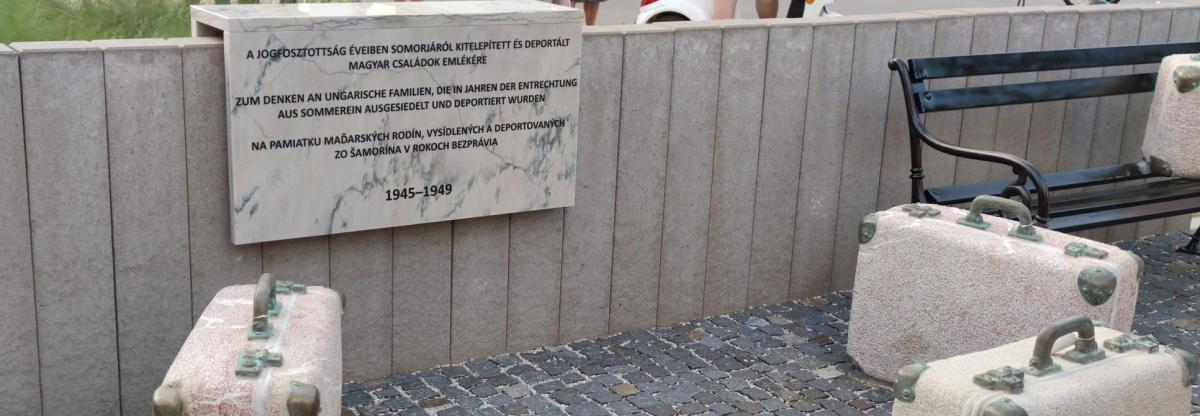 A JOGFOSZTOTTSÁG ÉVEIBEN SOMORJÁRÓL KITELEPÍTETT ÉS DEPORTÁLT
MAGYAR CSALÁDOK EMLÉKÉRE
ZUM DENKEN AN UNGARISCHE FAMILIEN, DIE IN JAHREN DER ENTRECHTUNG
AUS SOMMEREIN AUSGESIEDELT UND DEPORTIERT WURDEN
NA PAMIATKU MAĎARSKÝCH RODÍN, VYSÍDLENÝCH A DEPORTOVANÝCH
ZO ŠAMORÍNA V ROKOCH BEZPRÁVIA
1945–1949